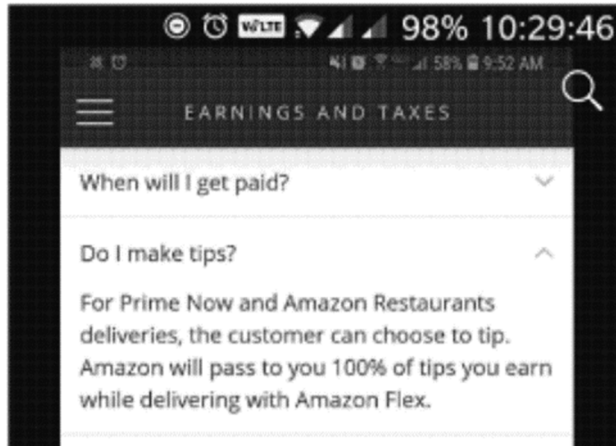 VoLTE 98% 10:29:46
58% 9:52 AM
EARNINGS AND TAXES
When will I get paid?
Do I make tips?
For Prime Now and Amazon Restaurants
deliveries, the customer can choose to tip.
Amazon will pass to you 100% of tips you earn
while delivering with Amazon Flex.